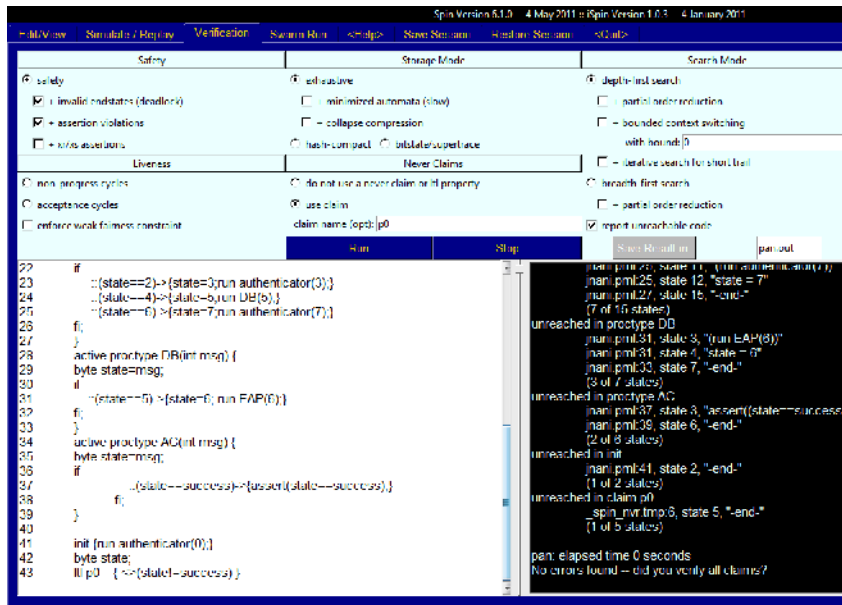 Spin Version 6.1.0 4 May 2011 :: iSpin Version 1.0.3 4 January 2011
Edit/View Simulate / Replay Verification Swarm Run <Help> Save Session Restore Session <Quit>
Safety Storage Mode Search Mode
safety exhaustive depth-first search
+ invalid endstates (deadlock) + minimized automata (slow) + partial order reduction
+ assertion violations + collapse compression + bounded context switching
+ xr/xs assertions hash-compact bitstate/supertrace with bound: 0
Liveness Never Claims + iterative search for short trail
non-progress cycles do not use a never claim or ltl property breadth-first search
acceptance cycles use claim + partial order reduction
enforce weak fairness constraint claim name (opt): p0 report unreachable code
Run Stop Save Result in pan.out
22 if
23 ::(state==2)->{state=3;run authenticator(3);}
24 ::(state==4)->{state=5;run DB(5);}
25 ::(state==6)->{state=7;run authenticator(7);}
26 fi;
27 }
28 active proctype DB(int msg) {
29 byte state=msg;
30 if
31 ::(state==5)->{state=6; run EAP(6);}
32 fi;
33 }
34 active proctype AC(int msg) {
35 byte state=msg;
36 if
37 ::(state==success)->{assert(state==success);}
38 fi;
39 }
40
41 init {run authenticator(0);}
42 byte state;
43 ltl p0 { <>(state!=success) }
jnani.pml:25, state 11, "(run authenticator(7))"
jnani.pml:25, state 12, "state = 7"
jnani.pml:27, state 15, "-end-"
(7 of 15 states)
unreached in proctype DB
jnani.pml:31, state 3, "(run EAP(6))"
jnani.pml:31, state 4, "state = 6"
jnani.pml:33, state 7, "-end-"
(3 of 7 states)
unreached in proctype AC
jnani.pml:37, state 3, "assert((state==success
jnani.pml:39, state 6, "-end-"
(2 of 6 states)
unreached in init
jnani.pml:41, state 2, "-end-"
(1 of 2 states)
unreached in claim p0
_spin_nvr.tmp:6, state 5, "-end-"
(1 of 5 states)
pan: elapsed time 0 seconds
No errors found -- did you verify all claims?